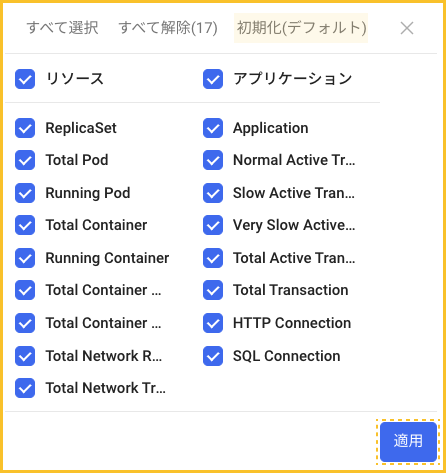 すべて選択 すべて解除(17) 初期化(デフォルト)
リソース アプリケーション
ReplicaSet Application
Total Pod Normal Active Tr...
Running Pod Slow Active Tran...
Total Container Very Slow Active...
Running Container Total Active Tran...
Total Container ... Total Transaction
Total Container ... HTTP Connection
Total Network R... SQL Connection
Total Network Tr...
適用